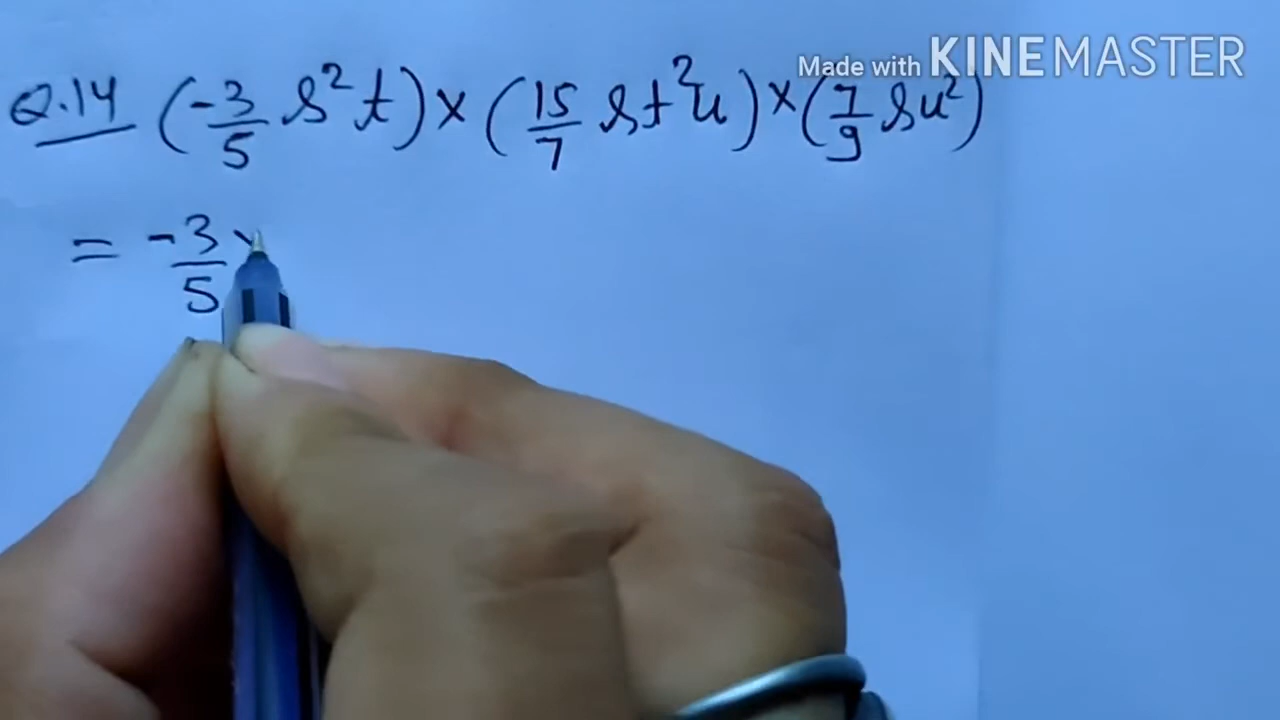 Made with KINEMASTER
Q.14 (-3/5 s²t) × (15/7 st²u) × (7/9 su²)
= -3/5 ×